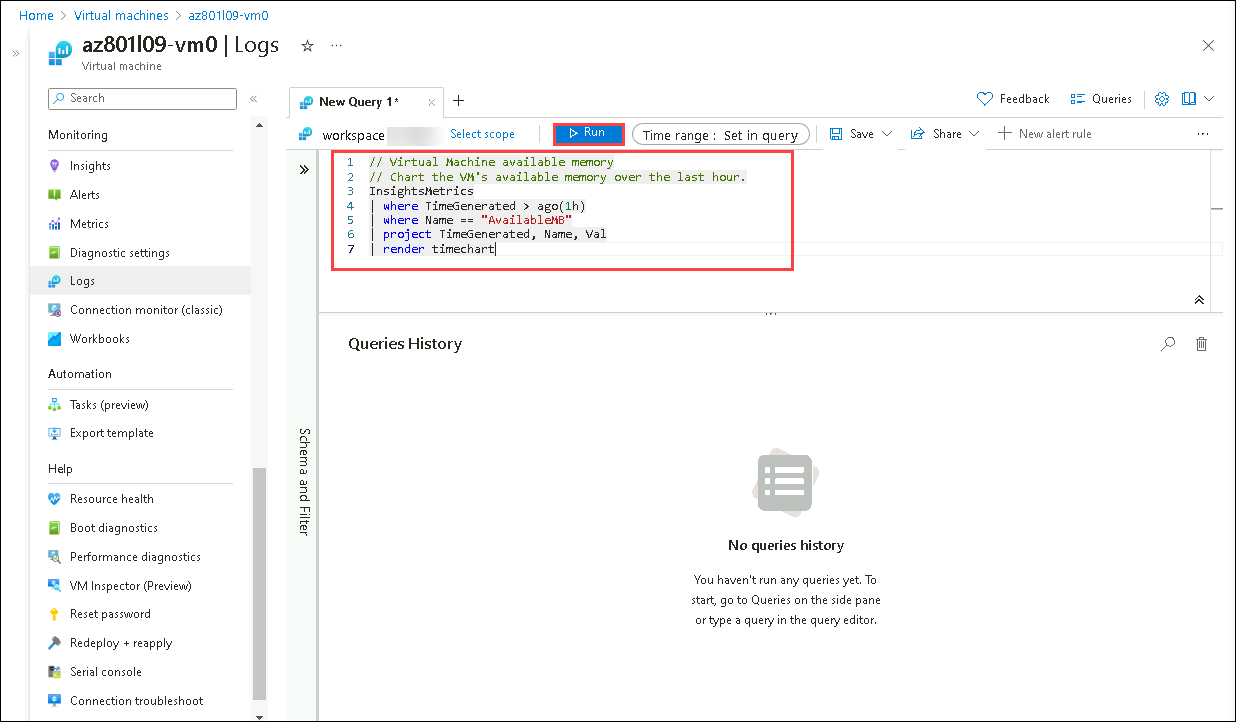 Home > Virtual machines > az801l09-vm0
az801l09-vm0 | Logs
Virtual machine
Search
Monitoring
Insights
Alerts
Metrics
Diagnostic settings
Logs
Connection monitor (classic)
Workbooks
Automation
Tasks (preview)
Export template
Help
Resource health
Boot diagnostics
Performance diagnostics
VM Inspector (Preview)
Reset password
Redeploy + reapply
Serial console
Connection troubleshoot
New Query 1*
Feedback
Queries
workspace
Select scope
Run
Time range : Set in query
Save
Share
New alert rule
1 // Virtual Machine available memory
2 // Chart the VM's available memory over the last hour.
3 InsightsMetrics
4 | where TimeGenerated > ago(1h)
5 | where Name == "AvailableMB"
6 | project TimeGenerated, Name, Val
7 | render timechart
Schema and Filter
Queries History
No queries history
You haven't run any queries yet. To
start, go to Queries on the side pane
or type a query in the query editor.